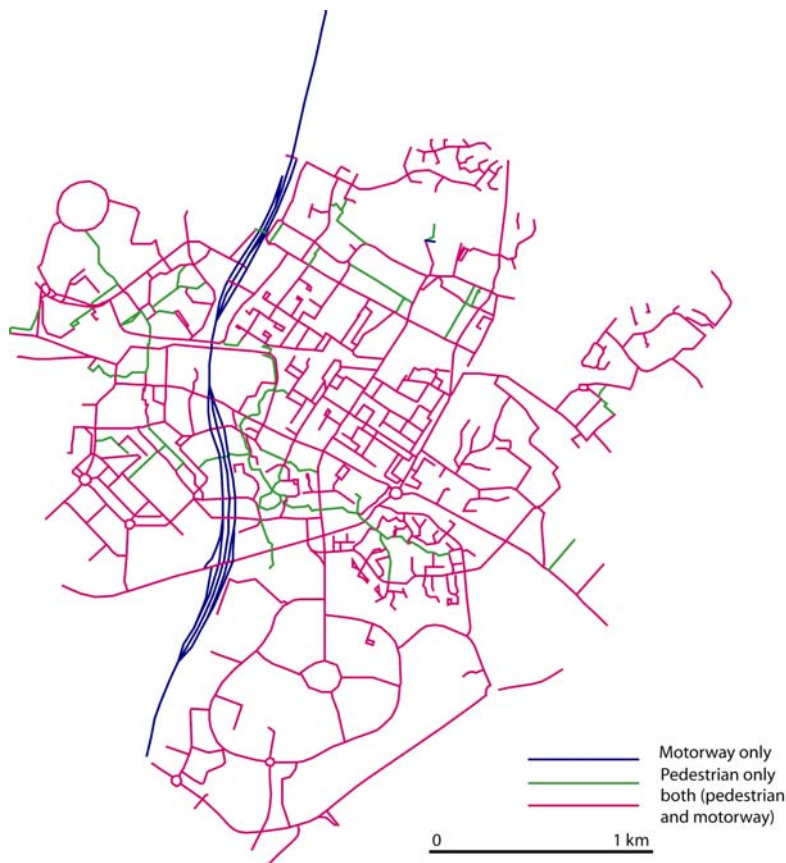 Motorway only
Pedestrian only
both (pedestrian
and motorway)
0 1 km